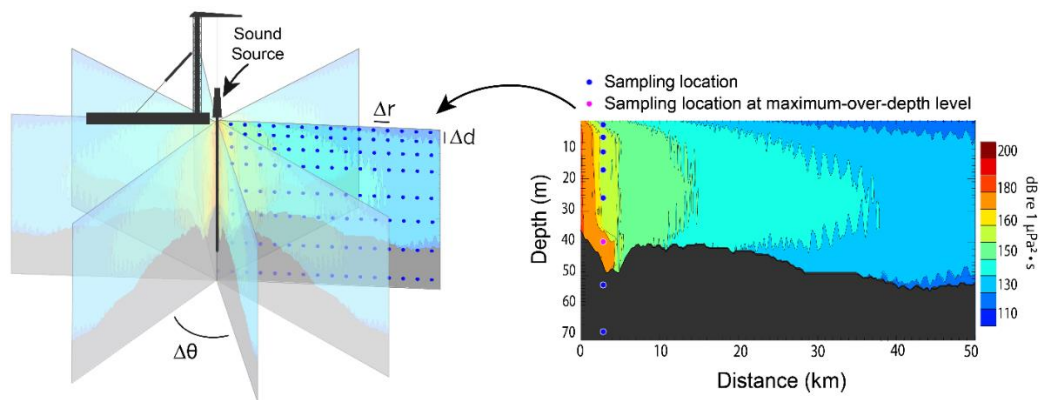 Sound
Source
Δr
Δd
Δθ
Sampling location
Sampling location at maximum-over-depth level
Depth (m)
10
20
30
40
50
60
70
0
10
20
30
40
50
Distance (km)
200
180
160
150
130
110
dB re 1 µPa²•s